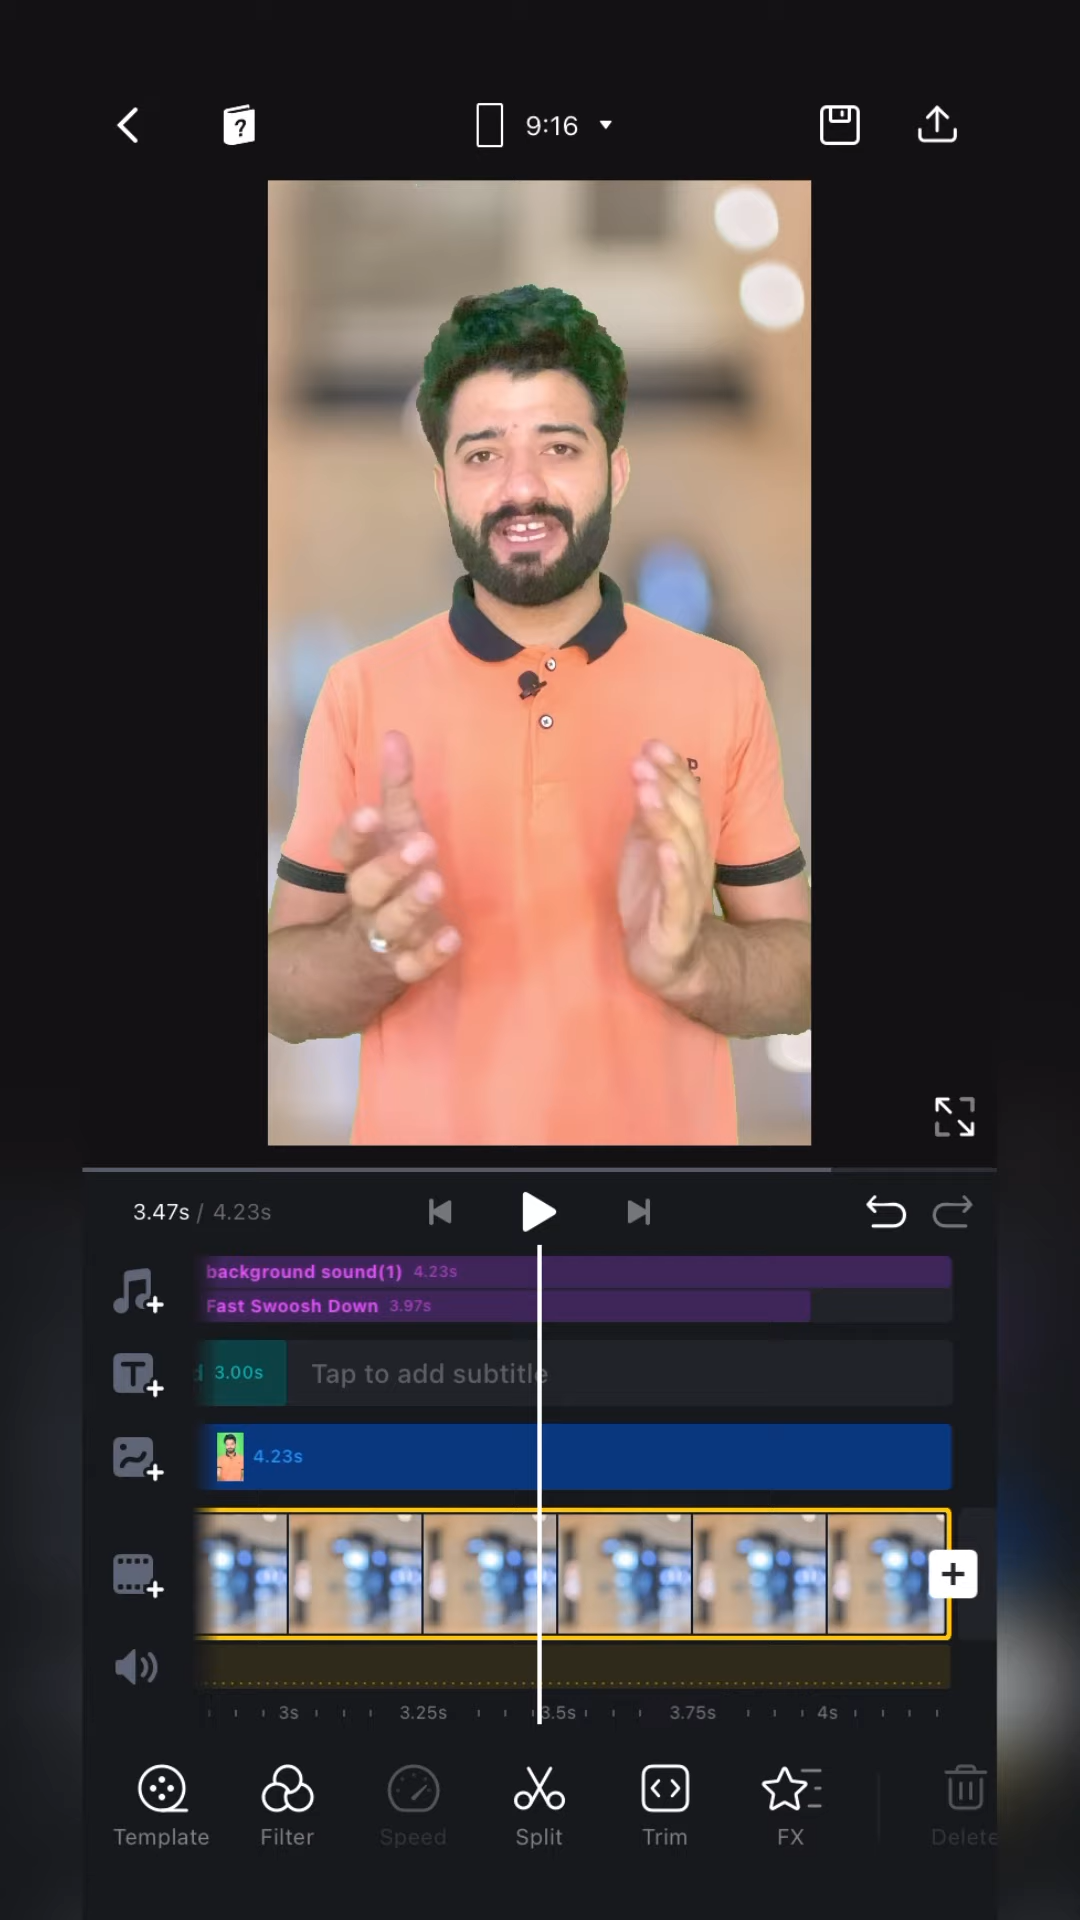 ?
9:16
P
3.47s / 4.23s
background sound(1) 4.23s
Fast Swoosh Down 3.97s
T
d 3.00s
Tap to add subtitle
4.23s
3s 3.25s 3.5s 3.75s 4s
Template Filter Speed Split Trim FX Delete